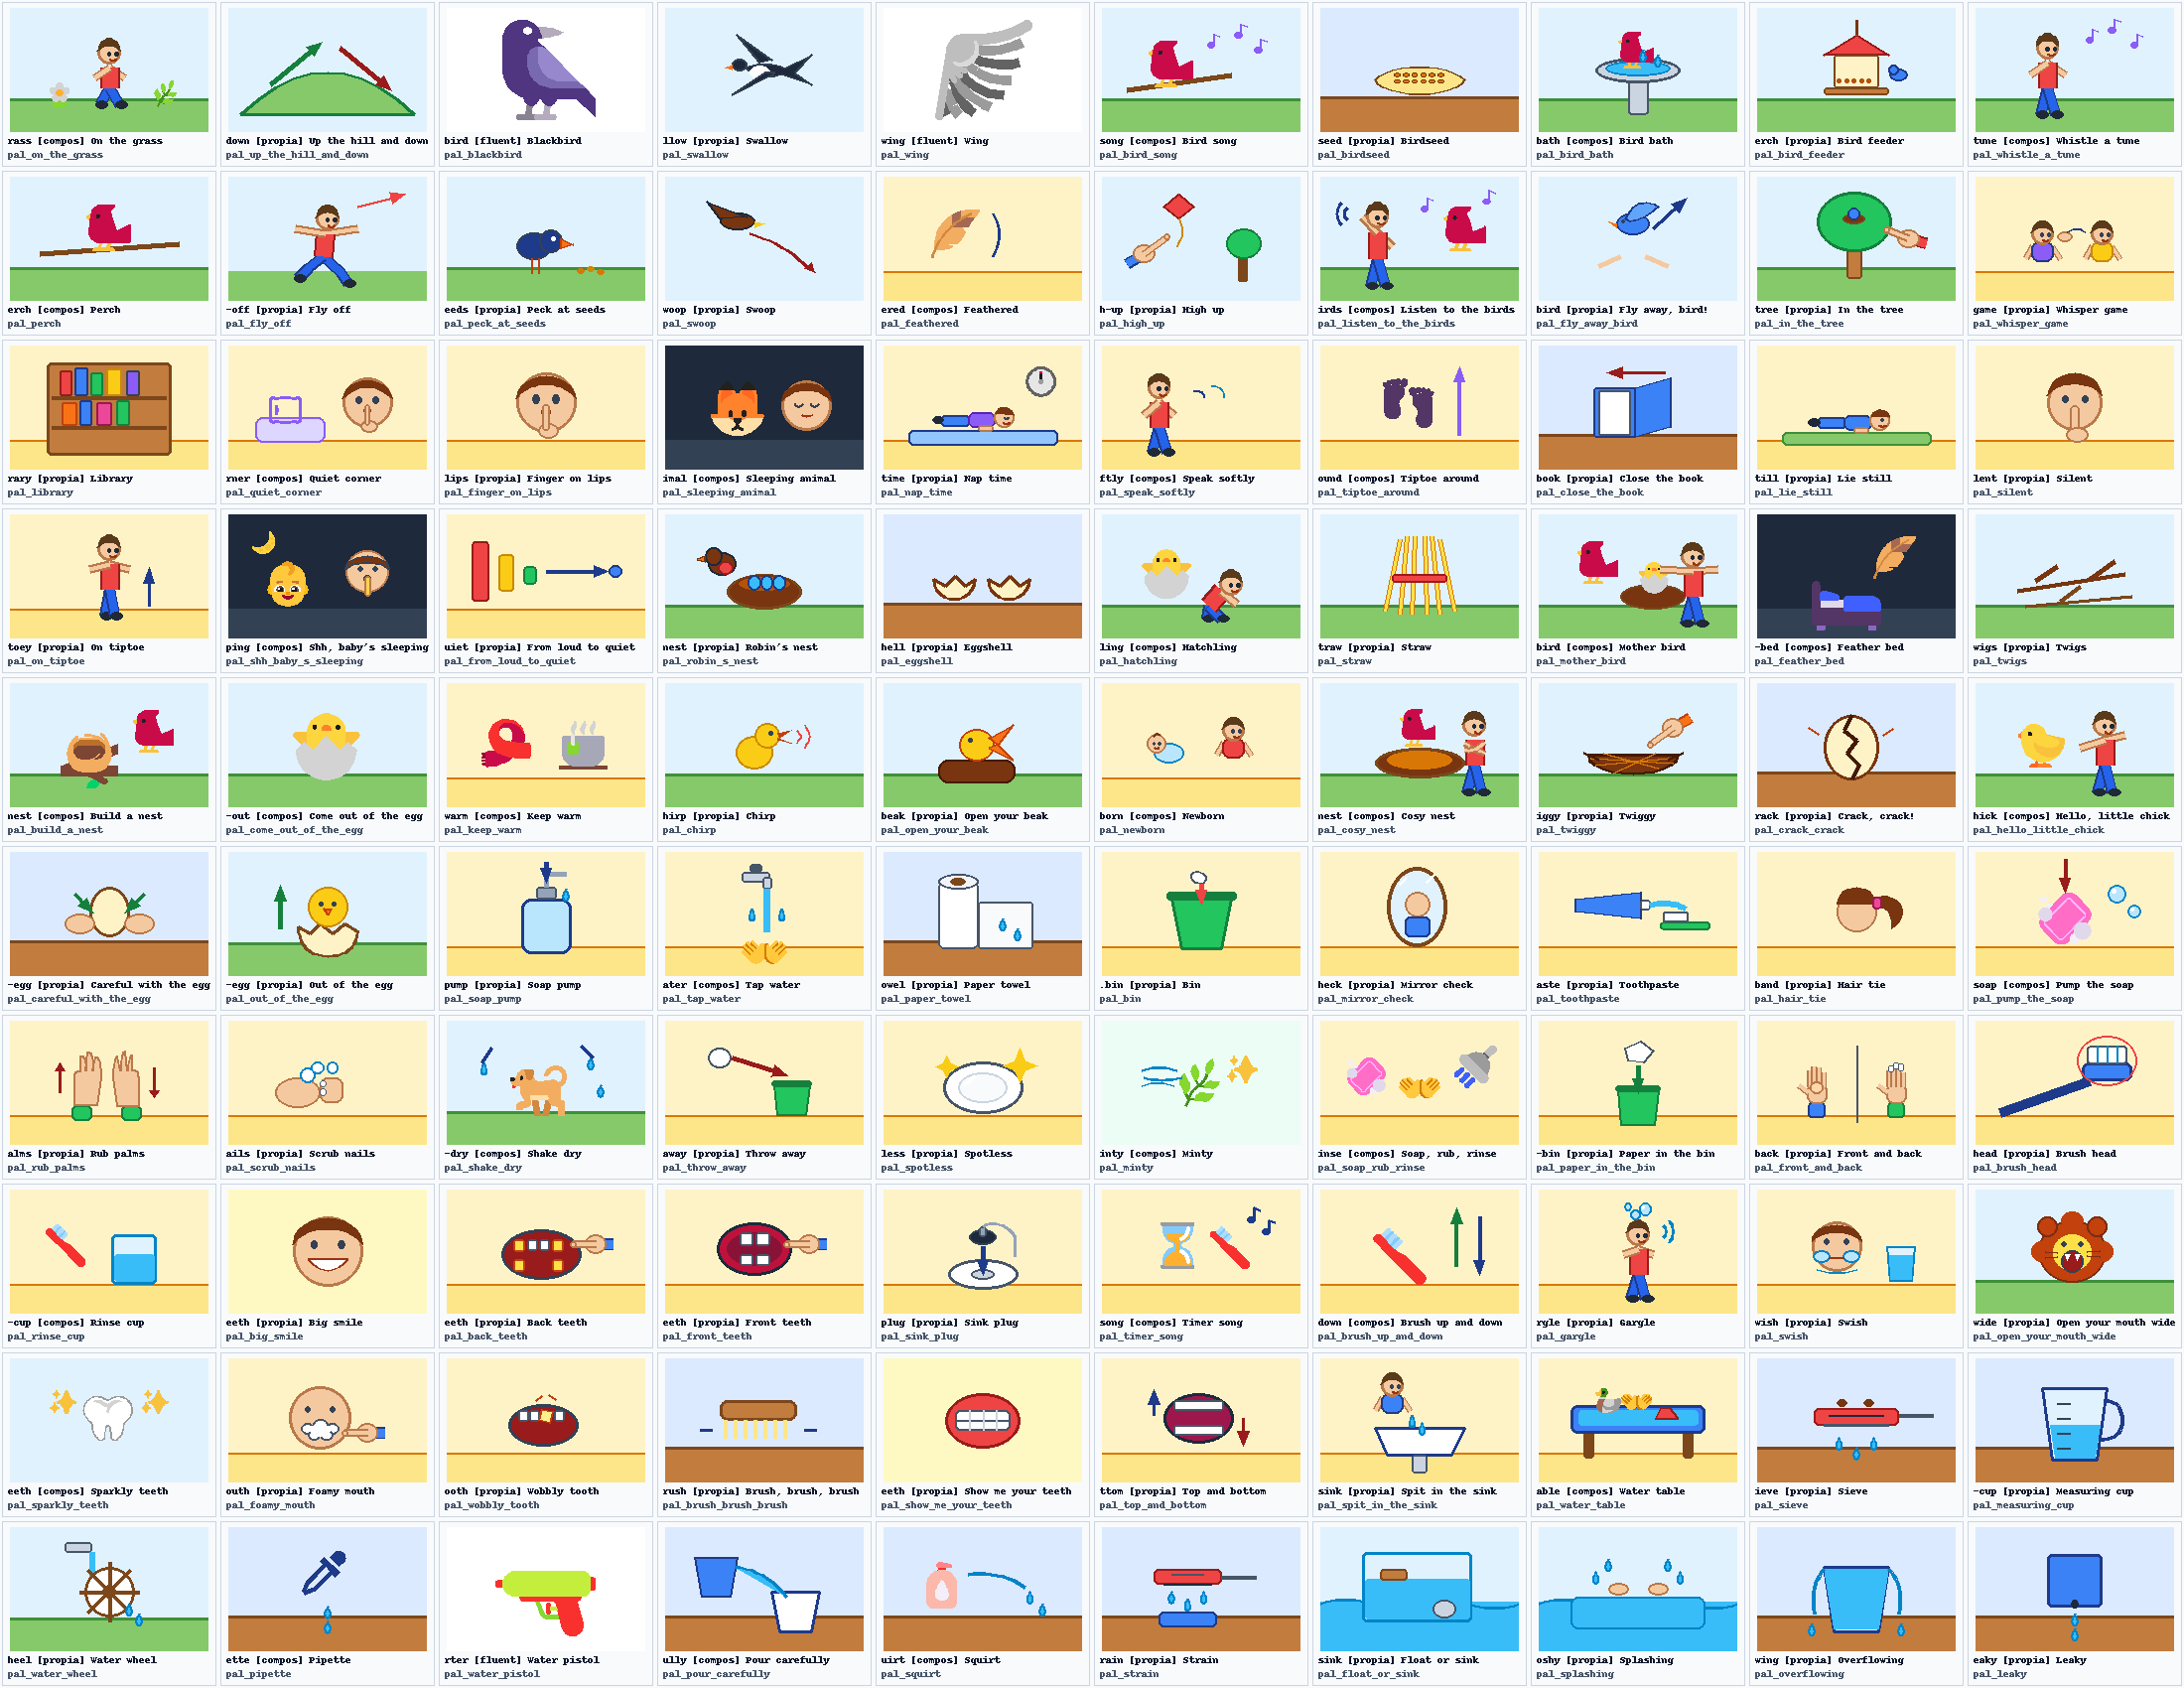 rass [compos] On the grass
pal_on_the_grass
down [propia] Up the hill and down
pal_up_the_hill_and_down
bird [fluent] Blackbird
pal_blackbird
llow [propia] Swallow
pal_swallow
wing [fluent] Wing
pal_wing
song [compos] Bird song
pal_bird_song
seed [propia] Birdseed
pal_birdseed
bath [compos] Bird bath
pal_bird_bath
erch [propia] Bird feeder
pal_bird_feeder
tune [compos] Whistle a tune
pal_whistle_a_tune
erch [compos] Perch
pal_perch
-off [propia] Fly off
pal_fly_off
eeds [propia] Peck at seeds
pal_peck_at_seeds
woop [propia] Swoop
pal_swoop
ered [compos] Feathered
pal_feathered
h-up [propia] High up
pal_high_up
irds [compos] Listen to the birds
pal_listen_to_the_birds
bird [propia] Fly away, bird!
pal_fly_away_bird
tree [propia] In the tree
pal_in_the_tree
game [propia] Whisper game
pal_whisper_game
rary [propia] Library
pal_library
rner [compos] Quiet corner
pal_quiet_corner
lips [propia] Finger on lips
pal_finger_on_lips
imal [compos] Sleeping animal
pal_sleeping_animal
time [propia] Nap time
pal_nap_time
ftly [compos] Speak softly
pal_speak_softly
ound [compos] Tiptoe around
pal_tiptoe_around
book [propia] Close the book
pal_close_the_book
till [propia] Lie still
pal_lie_still
lent [propia] Silent
pal_silent
toey [propia] On tiptoe
pal_on_tiptoe
ping [compos] Shh, baby's sleeping
pal_shh_baby_s_sleeping
uiet [propia] From loud to quiet
pal_from_loud_to_quiet
nest [propia] Robin's nest
pal_robin_s_nest
hell [propia] Eggshell
pal_eggshell
ling [compos] Hatchling
pal_hatchling
traw [propia] Straw
pal_straw
bird [compos] Mother bird
pal_mother_bird
-bed [compos] Feather bed
pal_feather_bed
wigs [propia] Twigs
pal_twigs
nest [compos] Build a nest
pal_build_a_nest
-out [compos] Come out of the egg
pal_come_out_of_the_egg
warm [compos] Keep warm
pal_keep_warm
hirp [propia] Chirp
pal_chirp
beak [propia] Open your beak
pal_open_your_beak
born [compos] Newborn
pal_newborn
nest [compos] Cosy nest
pal_cosy_nest
iggy [propia] Twiggy
pal_twiggy
rack [propia] Crack, crack!
pal_crack_crack
hick [compos] Hello, little chick
pal_hello_little_chick
-egg [propia] Careful with the egg
pal_careful_with_the_egg
-egg [propia] Out of the egg
pal_out_of_the_egg
pump [propia] Soap pump
pal_soap_pump
ater [compos] Tap water
pal_tap_water
owel [propia] Paper towel
pal_paper_towel
.bin [propia] Bin
pal_bin
heck [propia] Mirror check
pal_mirror_check
aste [propia] Toothpaste
pal_toothpaste
band [propia] Hair tie
pal_hair_tie
soap [compos] Pump the soap
pal_pump_the_soap
alms [propia] Rub palms
pal_rub_palms
ails [propia] Scrub nails
pal_scrub_nails
-dry [compos] Shake dry
pal_shake_dry
away [propia] Throw away
pal_throw_away
less [propia] Spotless
pal_spotless
inty [compos] Minty
pal_minty
inse [compos] Soap, rub, rinse
pal_soap_rub_rinse
-bin [propia] Paper in the bin
pal_paper_in_the_bin
back [propia] Front and back
pal_front_and_back
head [propia] Brush head
pal_brush_head
-cup [compos] Rinse cup
pal_rinse_cup
eeth [propia] Big smile
pal_big_smile
eeth [propia] Back teeth
pal_back_teeth
eeth [propia] Front teeth
pal_front_teeth
plug [propia] Sink plug
pal_sink_plug
song [compos] Timer song
pal_timer_song
down [compos] Brush up and down
pal_brush_up_and_down
rgle [propia] Gargle
pal_gargle
wish [propia] Swish
pal_swish
wide [propia] Open your mouth wide
pal_open_your_mouth_wide
eeth [compos] Sparkly teeth
pal_sparkly_teeth
outh [propia] Foamy mouth
pal_foamy_mouth
ooth [propia] Wobbly tooth
pal_wobbly_tooth
rush [propia] Brush, brush, brush
pal_brush_brush_brush
eeth [propia] Show me your teeth
pal_show_me_your_teeth
ttom [propia] Top and bottom
pal_top_and_bottom
sink [propia] Spit in the sink
pal_spit_in_the_sink
able [compos] Water table
pal_water_table
ieve [propia] Sieve
pal_sieve
-cup [propia] Measuring cup
pal_measuring_cup
heel [propia] Water wheel
pal_water_wheel
ette [compos] Pipette
pal_pipette
rter [fluent] Water pistol
pal_water_pistol
ully [compos] Pour carefully
pal_pour_carefully
uirt [compos] Squirt
pal_squirt
rain [propia] Strain
pal_strain
sink [propia] Float or sink
pal_float_or_sink
oshy [propia] Splashing
pal_splashing
wing [propia] Overflowing
pal_overflowing
eaky [propia] Leaky
pal_leaky